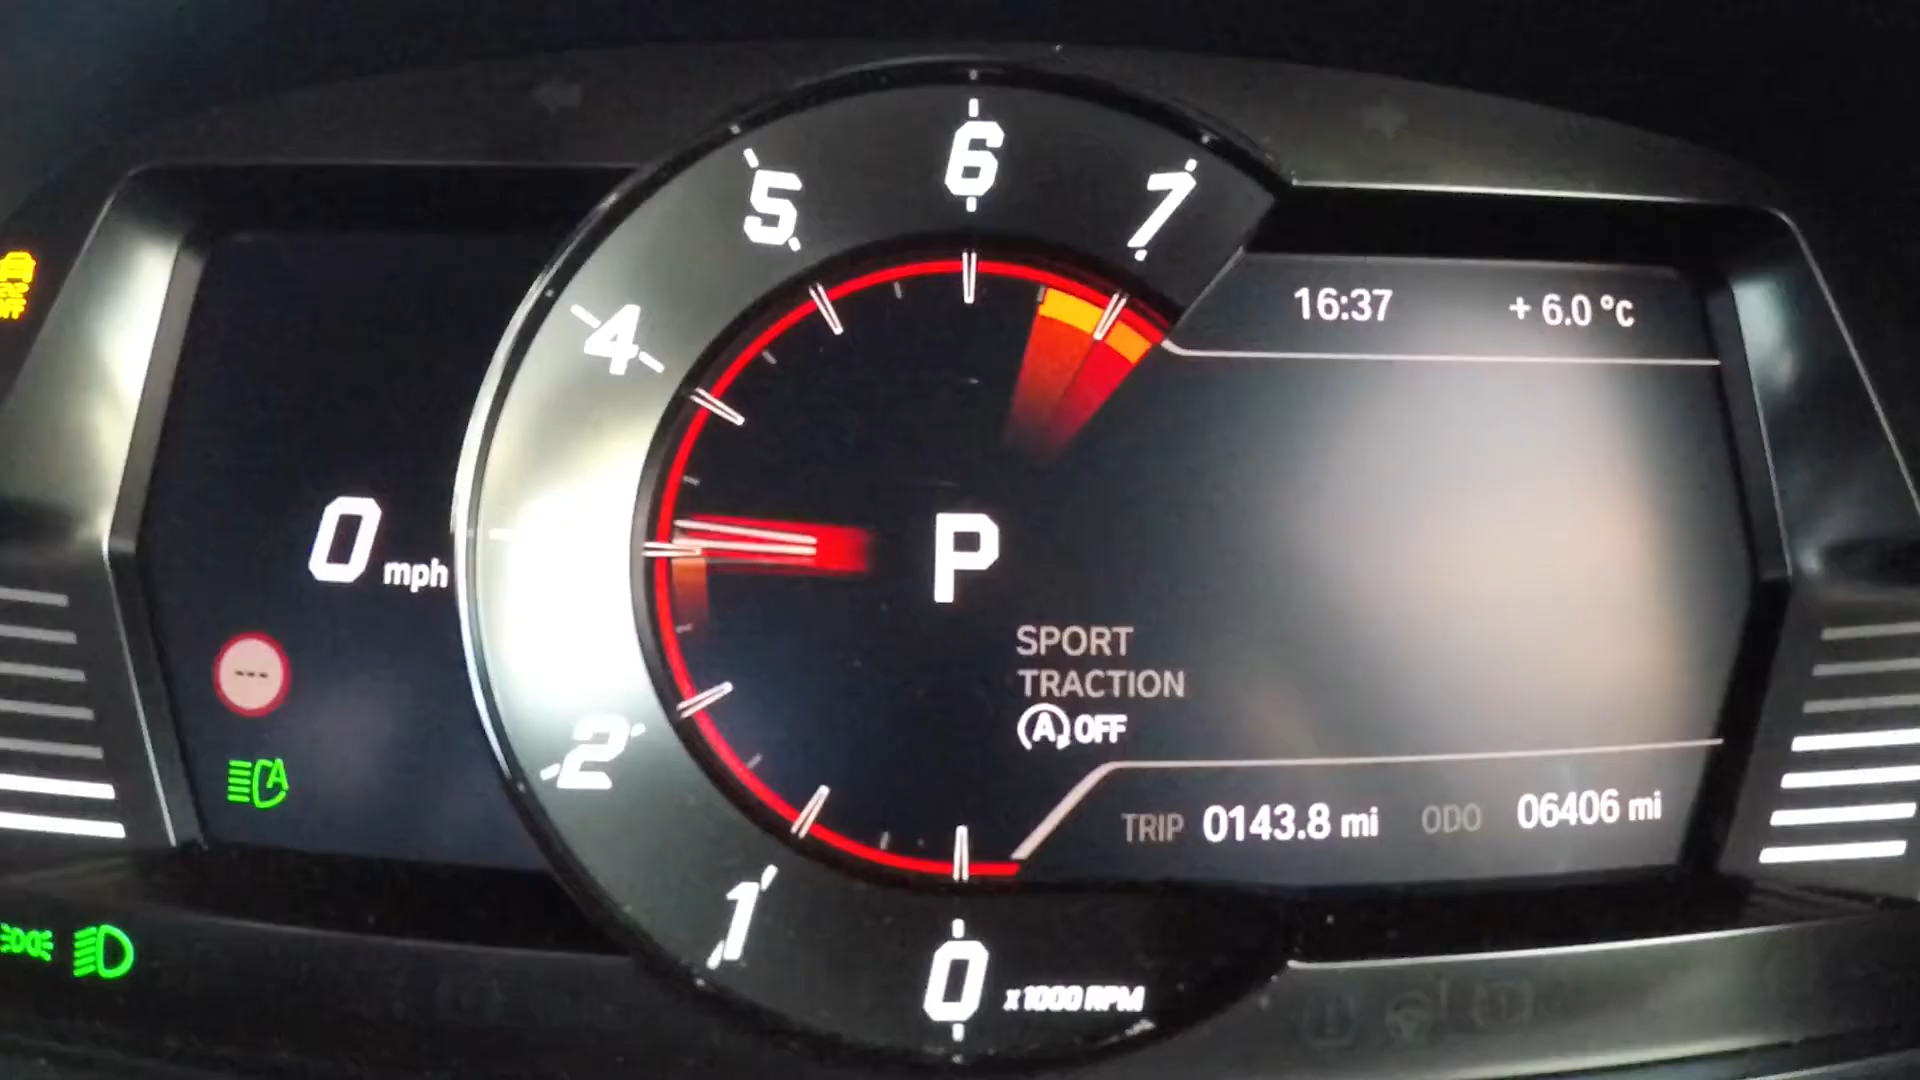 6
5
7
4
16:37
+ 6.0 °C
0 mph
P
---
SPORT
TRACTION
A OFF
2
A
TRIP 0143.8 mi
ODO 06406 mi
1
0
x1000 RPM